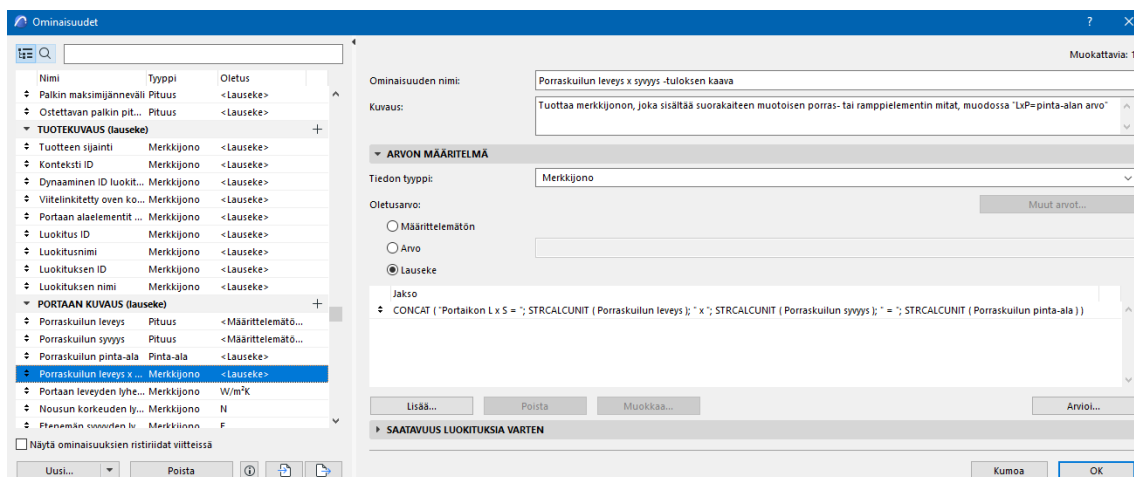 Ominaisuudet
? ×
Nimi Tyyppi Oletus
Palkin maksimijänneväli Pituus <Lauseke>
Ostettavan palkin pit... Pituus <Lauseke>
TUOTEKUVAUS (lauseke) +
Tuotteen sijainti Merkkijono <Lauseke>
Konteksti ID Merkkijono <Lauseke>
Dynaaminen ID luokit... Merkkijono <Lauseke>
Viitelinkitetty oven ko... Merkkijono <Lauseke>
Portaan alaelementit ... Merkkijono <Lauseke>
Luokitus ID Merkkijono <Lauseke>
Luokitusnimi Merkkijono <Lauseke>
Luokituksen ID Merkkijono <Lauseke>
Luokituksen nimi Merkkijono <Lauseke>
PORTAAN KUVAUS (lauseke) +
Porraskuilun leveys Pituus <Määrittelemätö...
Porraskuilun syvyys Pituus <Määrittelemätö...
Porraskuilun pinta-ala Pinta-ala <Lauseke>
Porraskuilun leveys x ... Merkkijono <Lauseke>
Portaan leveyden lyhe... Merkkijono W/m²K
Nousun korkeuden ly... Merkkijono N
Etenemän syvyyden ly... Merkkijono E
Näytä ominaisuuksien ristiriidat viitteissä
Uusi... Poista
Muokattavia: 1
Ominaisuuden nimi: Porraskuilun leveys x syvyys -tuloksen kaava
Kuvaus: Tuottaa merkkijonon, joka sisältää suorakaiteen muotoisen porras- tai ramppielementin mitat, muodossa "LxP=pinta-alan arvo"
ARVON MÄÄRITELMÄ
Tiedon tyyppi: Merkkijono
Oletusarvo: Muut arvot...
Määrittelemätön
Arvo
Lauseke
Jakso
CONCAT ( "Portaikon L x S = "; STRCALCUNIT ( Porraskuilun leveys ); " x "; STRCALCUNIT ( Porraskuilun syvyys ); " = "; STRCALCUNIT ( Porraskuilun pinta-ala ) )
Lisää... Poista Muokkaa... Arvioi...
SAATAVUUS LUOKITUKSIA VARTEN
Kumoa OK